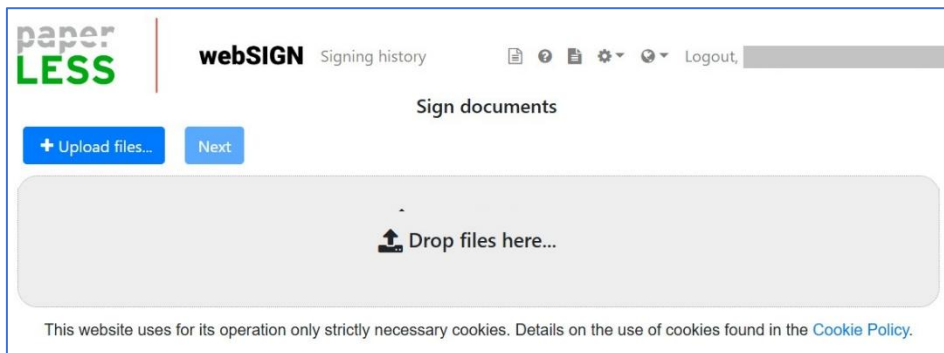 paper
LESS
webSIGN Signing history Logout,
Sign documents
+ Upload files...
Next
Drop files here...
This website uses for its operation only strictly necessary cookies. Details on the use of cookies found in the Cookie Policy.